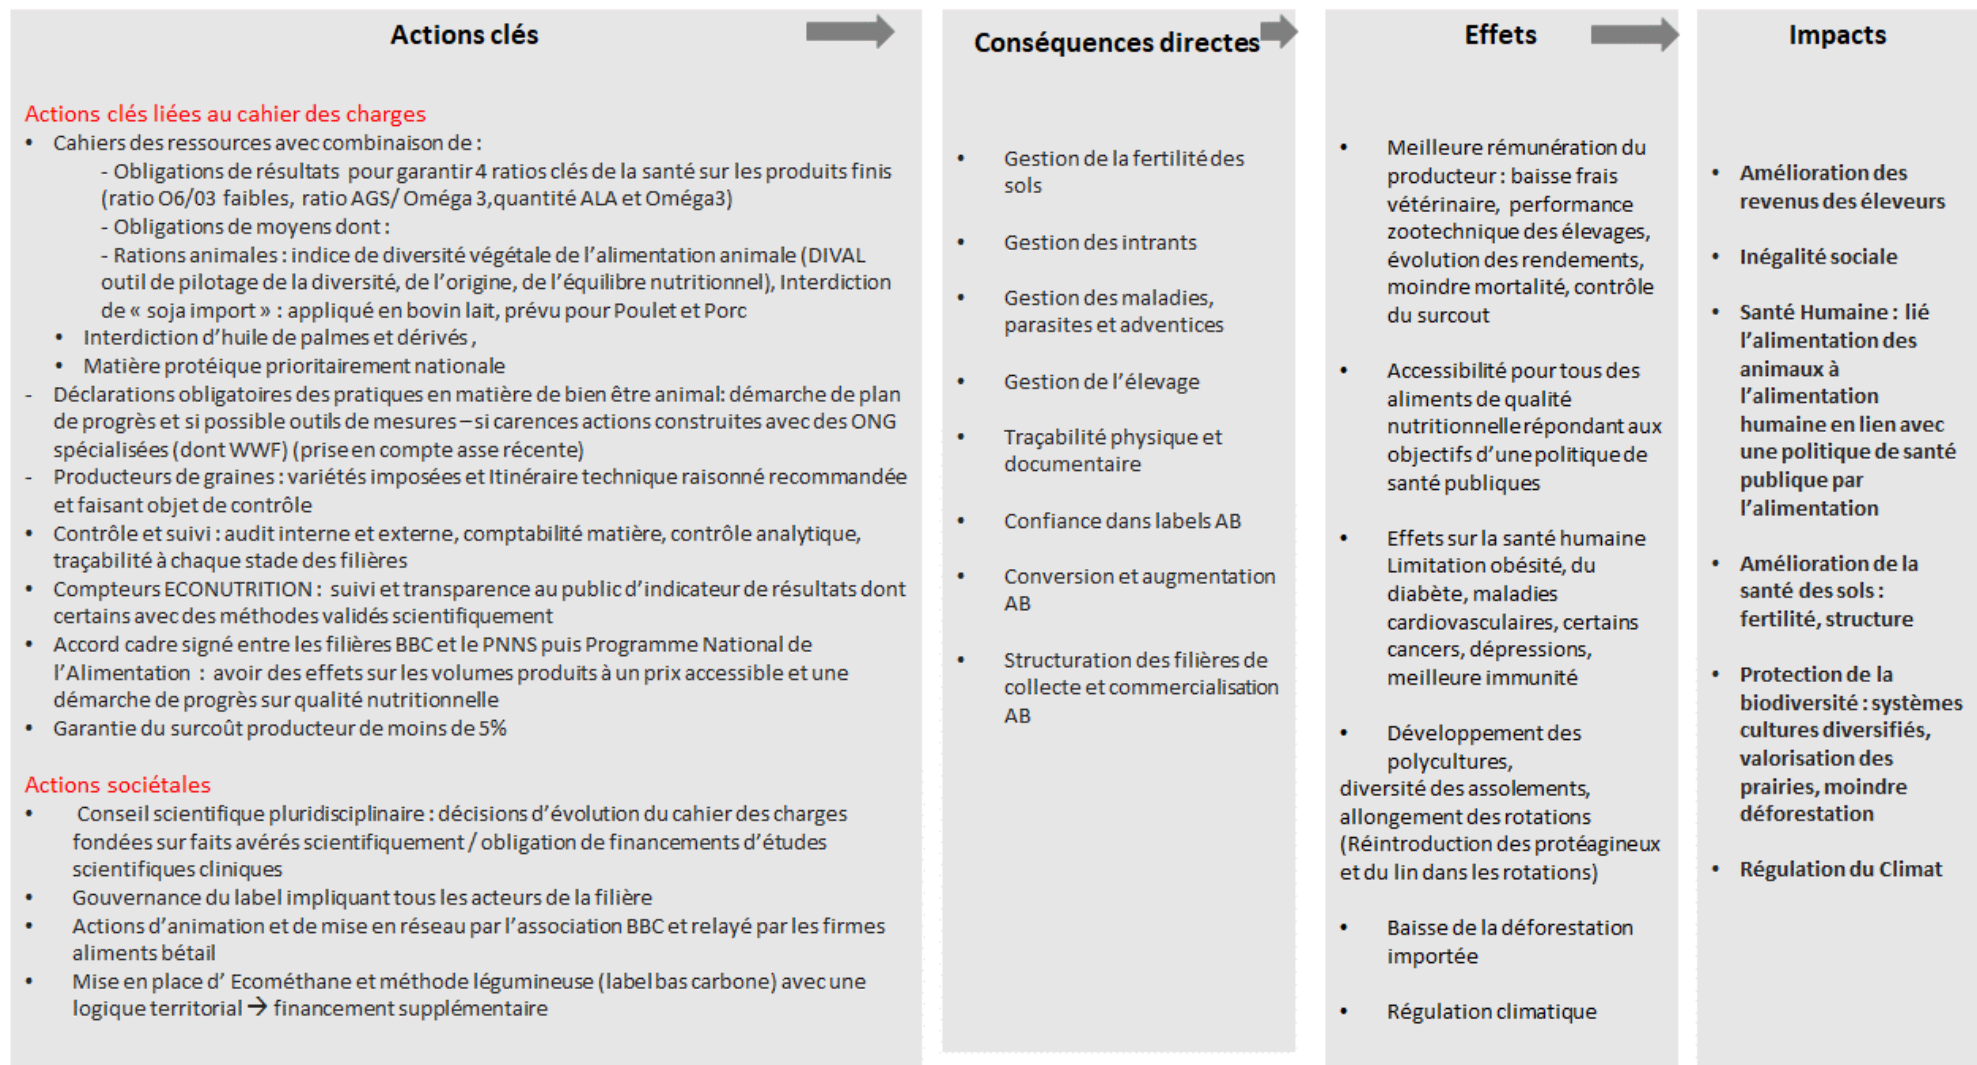 Actions clés
Actions clés liées au cahier des charges
• Cahiers des ressources avec combinaison de :
- Obligations de résultats pour garantir 4 ratios clés de la santé sur les produits finis
(ratio O6/03 faibles, ratio AGS/ Oméga 3,quantité ALA et Oméga3)
- Obligations de moyens dont :
- Rations animales : indice de diversité végétale de l’alimentation animale (DIVAL
outil de pilotage de la diversité, de l’origine, de l’équilibre nutritionnel), Interdiction
de « soja import » : appliqué en bovin lait, prévu pour Poulet et Porc
• Interdiction d’huile de palmes et dérivés ,
• Matière protéique prioritairement nationale
- Déclarations obligatoires des pratiques en matière de bien être animal: démarche de plan
de progrès et si possible outils de mesures – si carences actions construites avec des ONG
spécialisées (dont WWF) (prise en compte asse récente)
- Producteurs de graines : variétés imposées et Itinéraire technique raisonné recommandée
et faisant objet de contrôle
• Contrôle et suivi : audit interne et externe, comptabilité matière, contrôle analytique,
traçabilité à chaque stade des filières
• Compteurs ECONUTRITION : suivi et transparence au public d’indicateur de résultats dont
certains avec des méthodes validés scientifiquement
• Accord cadre signé entre les filières BBC et le PNNS puis Programme National de
l’Alimentation : avoir des effets sur les volumes produits à un prix accessible et une
démarche de progrès sur qualité nutritionnelle
• Garantie du surcoût producteur de moins de 5%
Actions sociétales
• Conseil scientifique pluridisciplinaire : décisions d’évolution du cahier des charges
fondées sur faits avérés scientifiquement / obligation de financements d’études
scientifiques cliniques
• Gouvernance du label impliquant tous les acteurs de la filière
• Actions d’animation et de mise en réseau par l’association BBC et relayé par les firmes
aliments bétail
• Mise en place d’ Ecométhane et méthode légumineuse (label bas carbone) avec une
logique territorial → financement supplémentaire
Conséquences directes
• Gestion de la fertilité des
sols
• Gestion des intrants
• Gestion des maladies,
parasites et adventices
• Gestion de l’élevage
• Traçabilité physique et
documentaire
• Confiance dans labels AB
• Conversion et augmentation
AB
• Structuration des filières de
collecte et commercialisation
AB
Effets
• Meilleure rémunération du
producteur : baisse frais
vétérinaire, performance
zootechnique des élevages,
évolution des rendements,
moindre mortalité, contrôle
du surcout
• Accessibilité pour tous des
aliments de qualité
nutritionnelle répondant aux
objectifs d’une politique de
santé publiques
• Effets sur la santé humaine
Limitation obésité, du
diabète, maladies
cardiovasculaires, certains
cancers, dépressions,
meilleure immunité
• Développement des
polycultures,
diversité des assolements,
allongement des rotations
(Réintroduction des protéagineux
et du lin dans les rotations)
• Baisse de la déforestation
importée
• Régulation climatique
Impacts
• Amélioration des
revenus des éleveurs
• Inégalité sociale
• Santé Humaine : lié
l’alimentation des
animaux à
l’alimentation
humaine en lien avec
une politique de santé
publique par
l’alimentation
• Amélioration de la
santé des sols :
fertilité, structure
• Protection de la
biodiversité : systèmes
cultures diversifiés,
valorisation des
prairies, moindre
déforestation
• Régulation du Climat